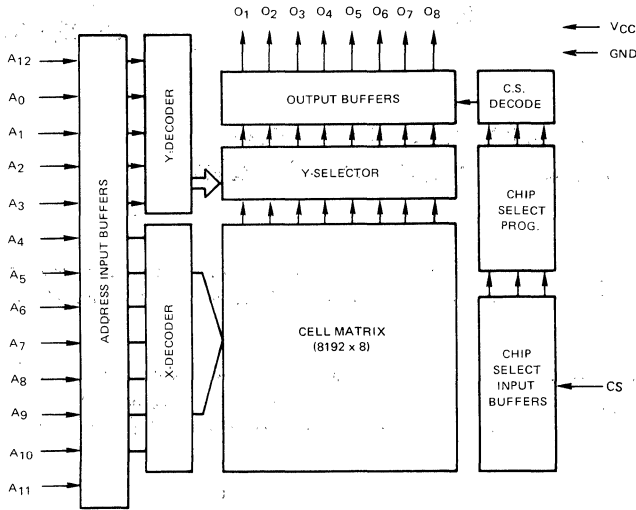 O1 O2 O3 O4 O5 O6 O7 O8
VCC
GND
A12
A0
A1
A2
A3
A4
A5
A6
A7
A8
A9
A10
A11
ADDRESS INPUT BUFFERS
Y-DECODER
X-DECODER
OUTPUT BUFFERS
C.S.
DECODE
Y-SELECTOR
CHIP
SELECT
PROG.
CELL MATRIX
(8192 x 8)
CHIP
SELECT
INPUT
BUFFERS
CS